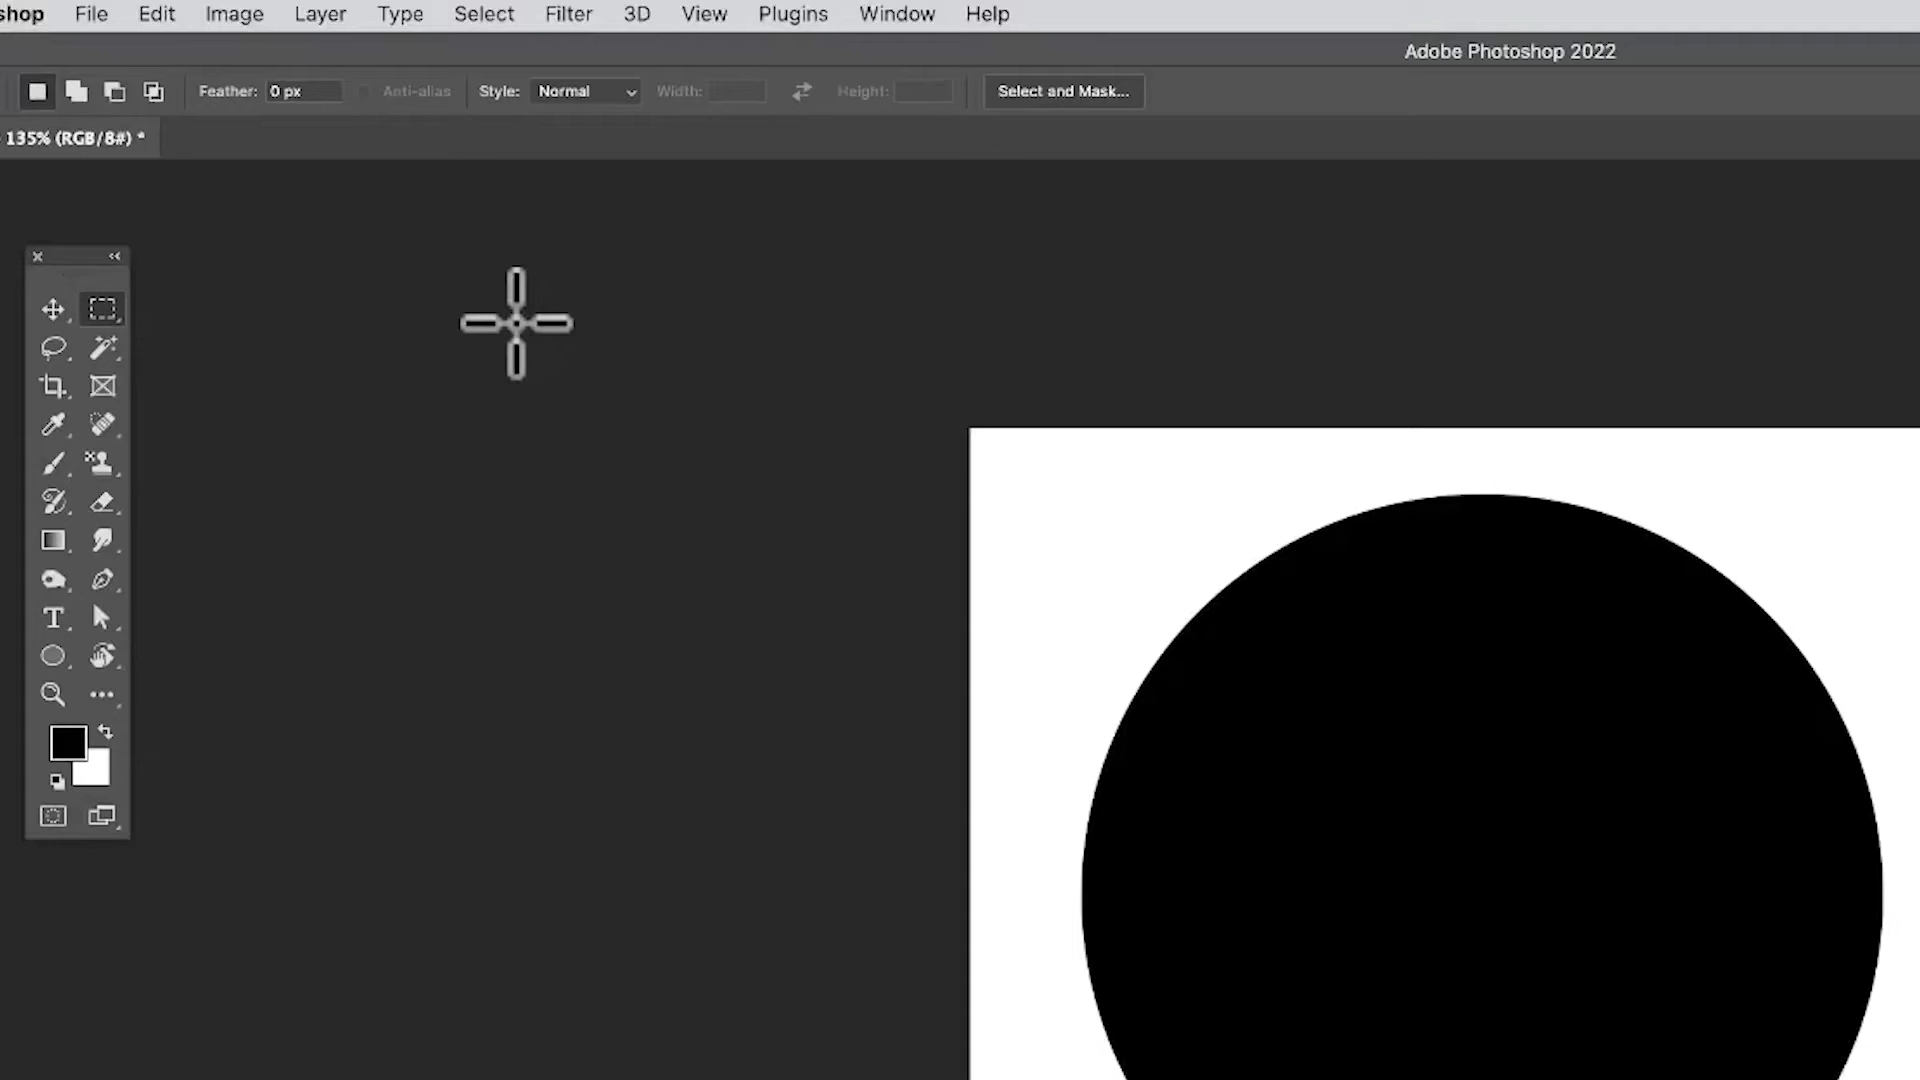 shop File Edit Image Layer Type Select Filter 3D View Plugins Window Help
Adobe Photoshop 2022
Feather: 0 px Anti-alias Style: Normal Width: Height: Select and Mask...
135% (RGB/8#) *